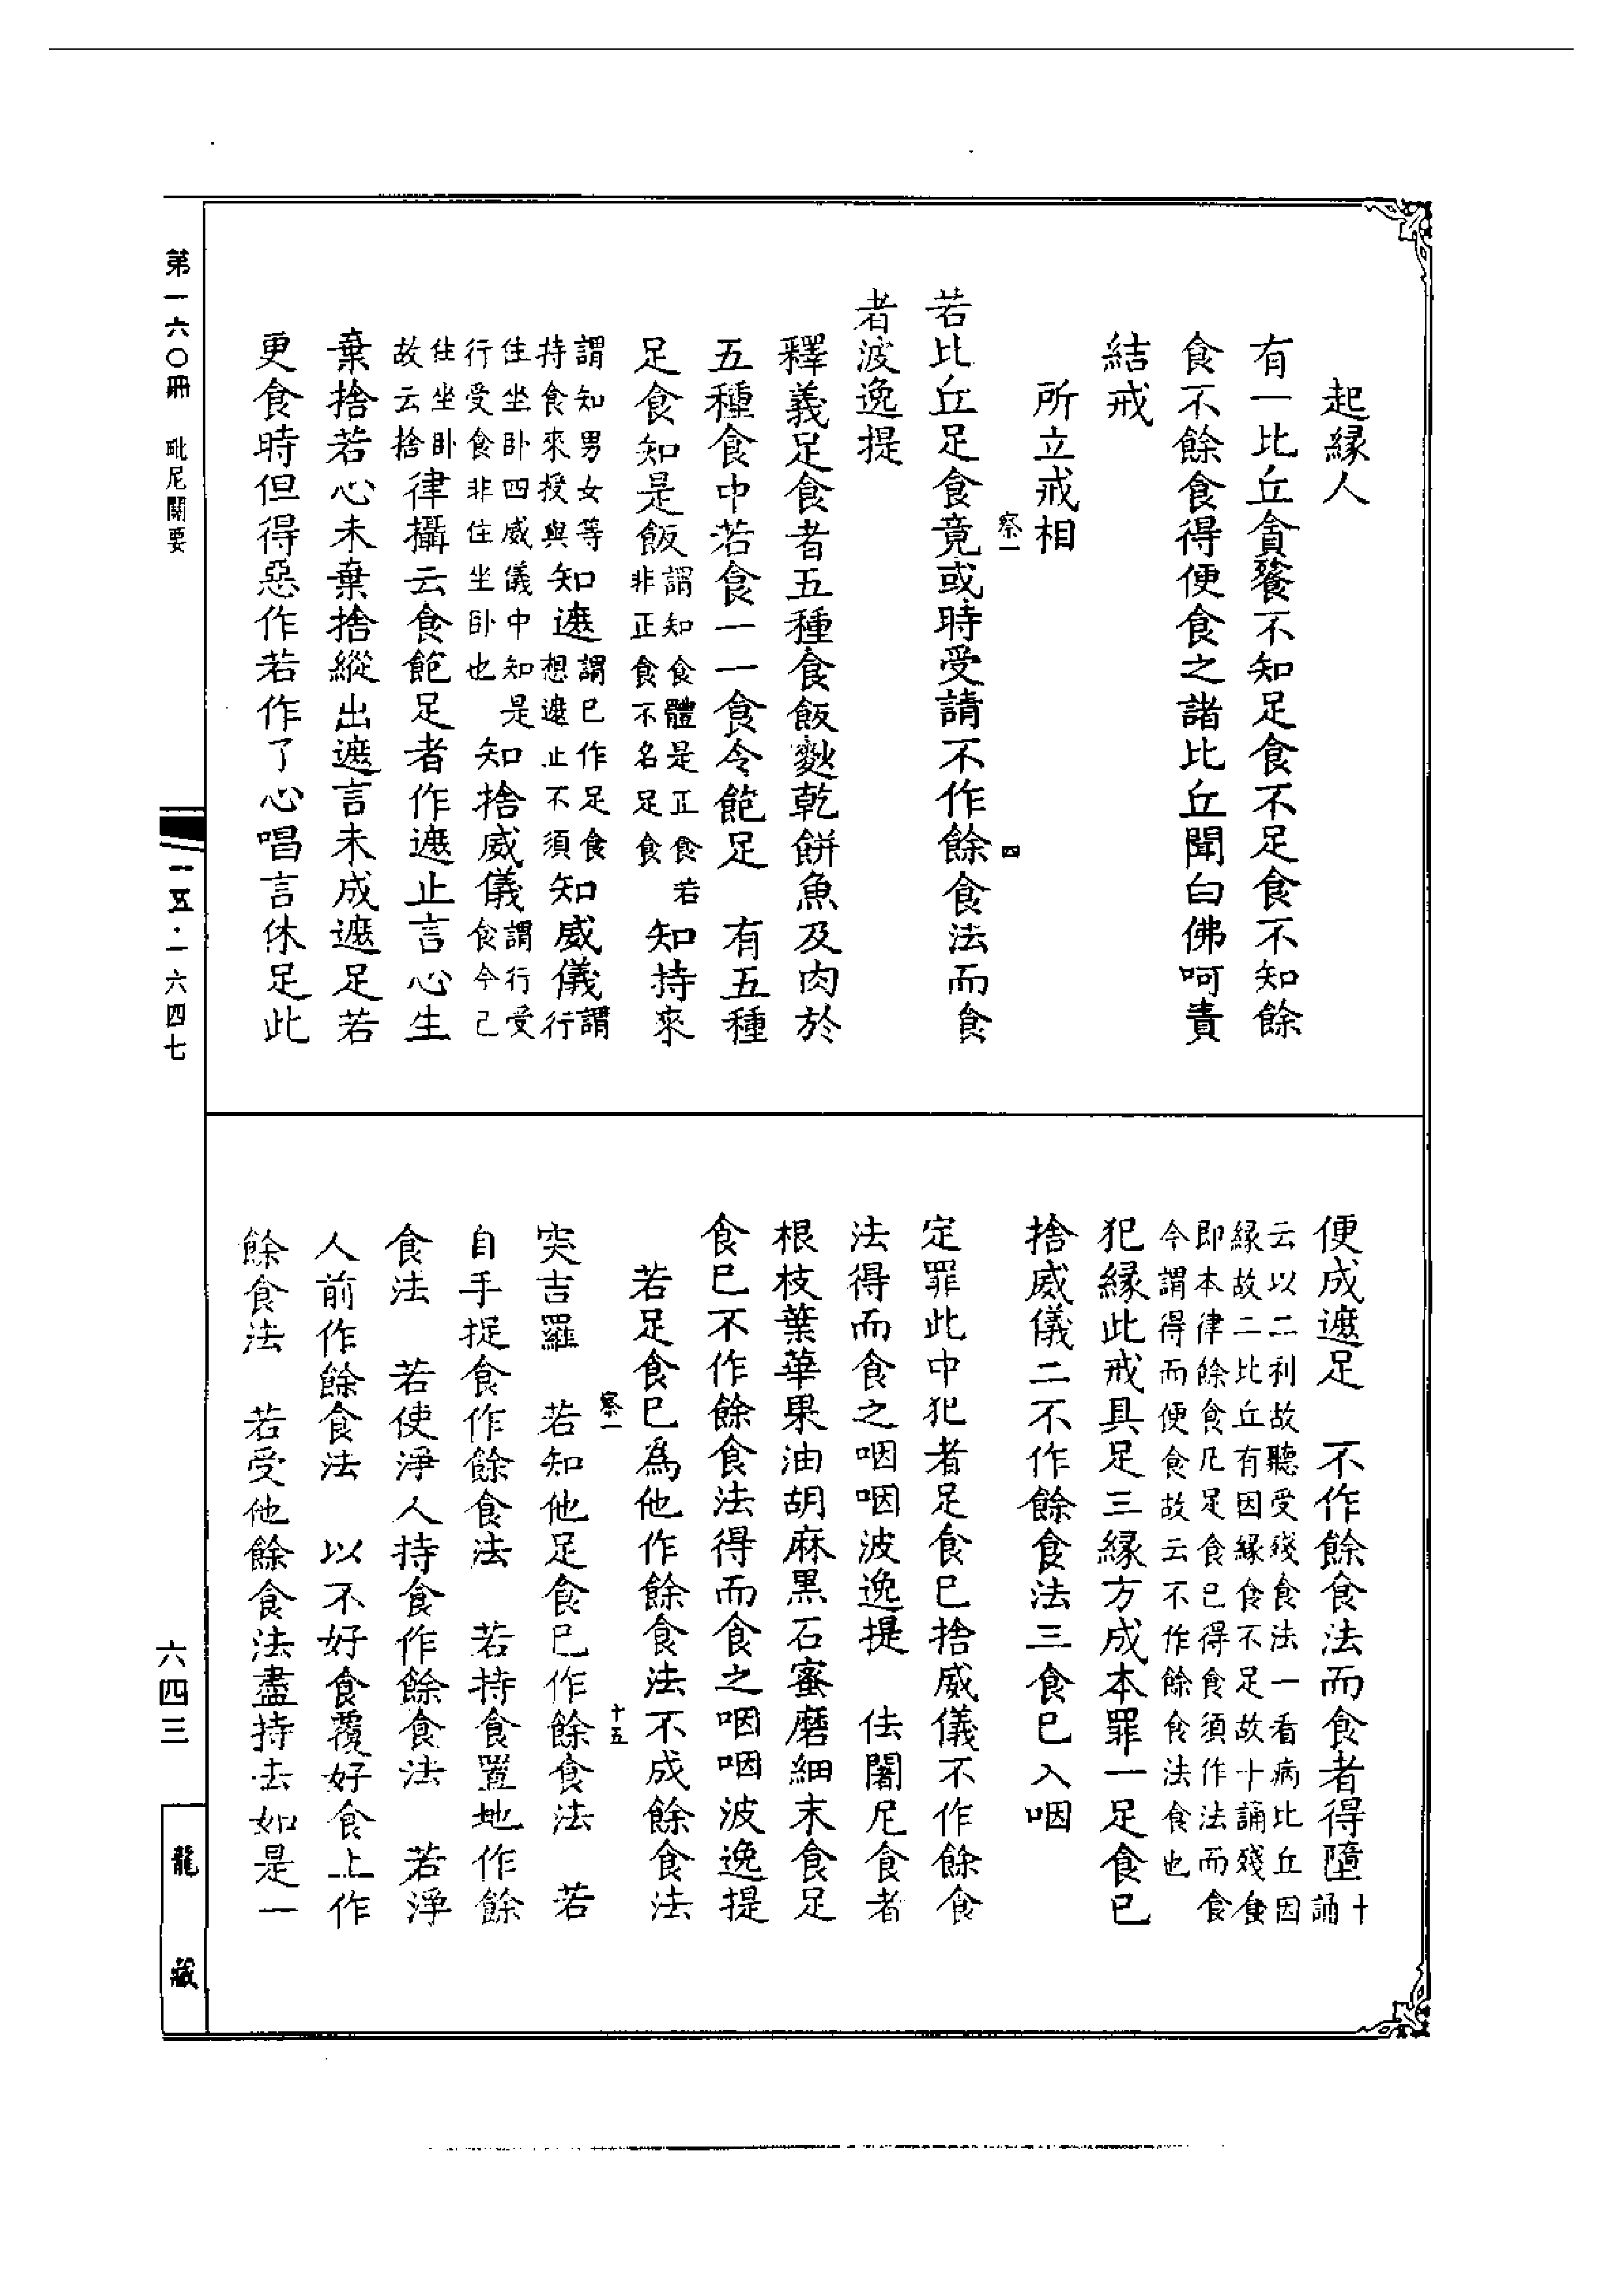 起緣人
有一比丘貪餮不知足食不足食不知餘
食不餘食得便食之諸比丘聞白佛呵責
結戒
所立戒相
察一
四
若比丘足食竟或時受請不作餘食法而食
者波逸提
釋義足食者五種食飯麨乾餅魚及肉於
五種食中若食一一食令飽足　有五種
足食知是飯謂知食體是正食若
非正食不名足食知持來
謂知男女等
持食來授與知遮謂已作足食
想遮止不須知威儀謂行
住坐臥四威儀中知是
行受食非住坐臥也知捨威儀謂行受
食今已
住坐臥
故云捨律攝云食飽足者作遮止言心生
棄捨若心未棄捨縱出遮言未成遮足若
更食時但得惡作若作了心唱言休足此
便成遮足　不作餘食法而食者得墮十
誦
云以二利故聽受殘食法一看病比丘因
緣故二比丘有因緣食不足故十誦殘食
即本律餘食凡足食已得食須作法而食
今謂得而便食故云不作餘食法食也
犯緣此戒具足三緣方成本罪一足食已
捨威儀二不作餘食法三食已入咽
定罪此中犯者足食已捨威儀不作餘食
法得而食之咽咽波逸提　佉闍尼食者
根枝葉華果油胡麻黑石蜜磨細末食足
食已不作餘食法得而食之咽咽波逸提
若足食已為他作餘食法不成餘食法
察一
十五
突吉羅　若知他足食已作餘食法　若
自手捉食作餘食法　若持食置地作餘
食法　若使淨人持食作餘食法　若淨
人前作餘食法　以不好食覆好食上作
餘食法　若受他餘食法盡持去如是一
第一六〇冊　毗尼關要
一五·一六四七
六四三
龍藏